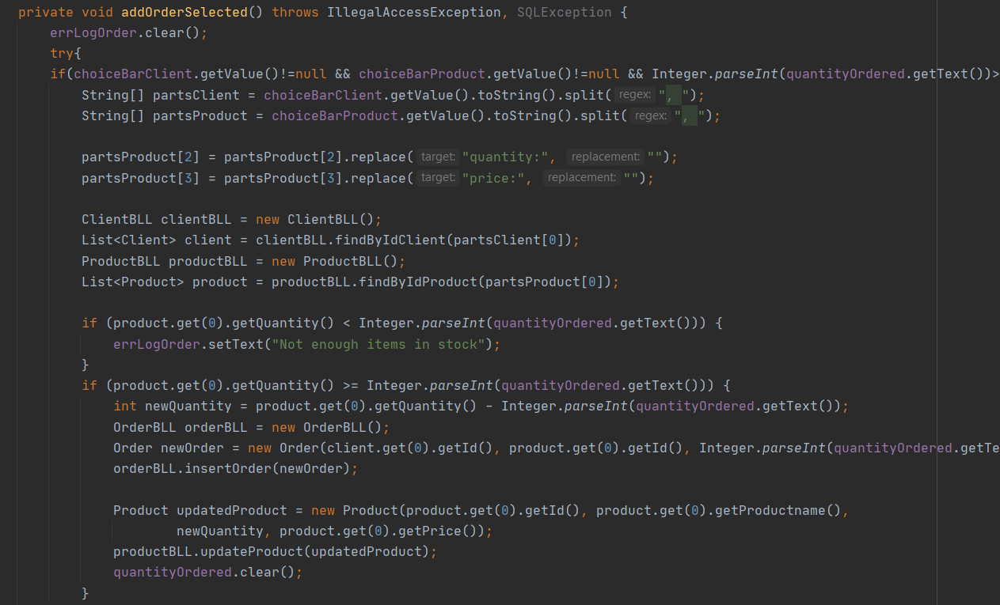 private void addOrderSelected() throws IllegalAccessException, SQLException {
errLogOrder.clear();
try{
if(choiceBarClient.getValue()!=null && choiceBarProduct.getValue()!=null && Integer.parseInt(quantityOrdered.getText())>
String[] partsClient = choiceBarClient.getValue().toString().split( regex: ", ");
String[] partsProduct = choiceBarProduct.getValue().toString().split( regex: ", ");
partsProduct[2] = partsProduct[2].replace( target: "quantity:", replacement: "");
partsProduct[3] = partsProduct[3].replace( target: "price:", replacement: "");
ClientBLL clientBLL = new ClientBLL();
List<Client> client = clientBLL.findByIdClient(partsClient[0]);
ProductBLL productBLL = new ProductBLL();
List<Product> product = productBLL.findByIdProduct(partsProduct[0]);
if (product.get(0).getQuantity() < Integer.parseInt(quantityOrdered.getText())) {
errLogOrder.setText("Not enough items in stock");
}
if (product.get(0).getQuantity() >= Integer.parseInt(quantityOrdered.getText())) {
int newQuantity = product.get(0).getQuantity() - Integer.parseInt(quantityOrdered.getText());
OrderBLL orderBLL = new OrderBLL();
Order newOrder = new Order(client.get(0).getId(), product.get(0).getId(), Integer.parseInt(quantityOrdered.getTe
orderBLL.insertOrder(newOrder);
Product updatedProduct = new Product(product.get(0).getId(), product.get(0).getProductname(),
newQuantity, product.get(0).getPrice());
productBLL.updateProduct(updatedProduct);
quantityOrdered.clear();
}